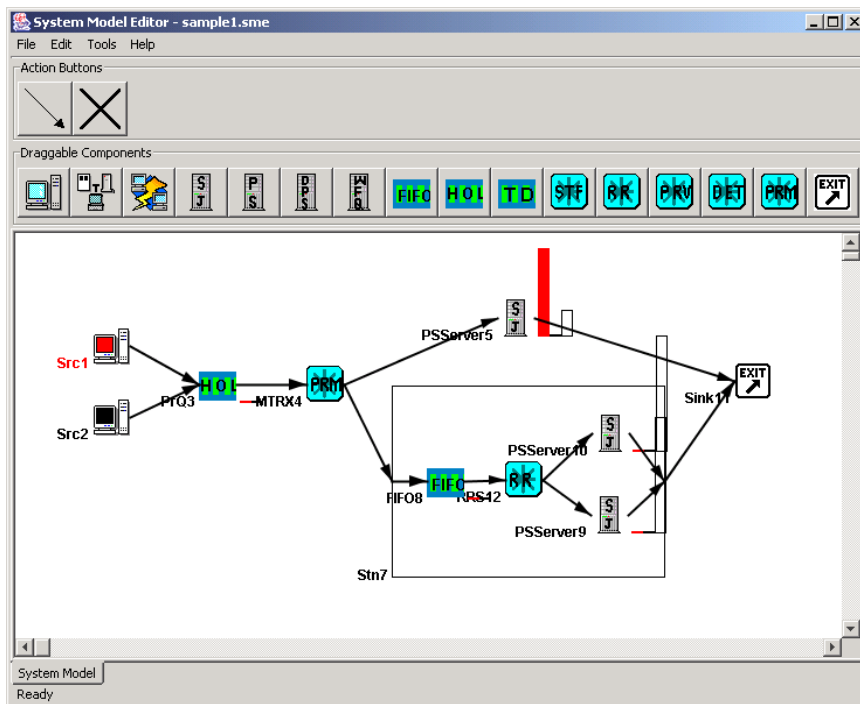 System Model Editor - sample1.sme
File Edit Tools Help
Action Buttons
Draggable Components
T
S J
P S
D P S
W F Q
FIFO
HOL
TD
STF
RR
PRV
DET
PRM
EXIT
Src1
Src2
PrQ3
HOL
MTRX4
PRM
PSServer5
S J
EXIT
Sink11
PSServer10
S J
FIFO8
FIFO
RRS12
RR
PSServer9
S J
Stn7
System Model
Ready